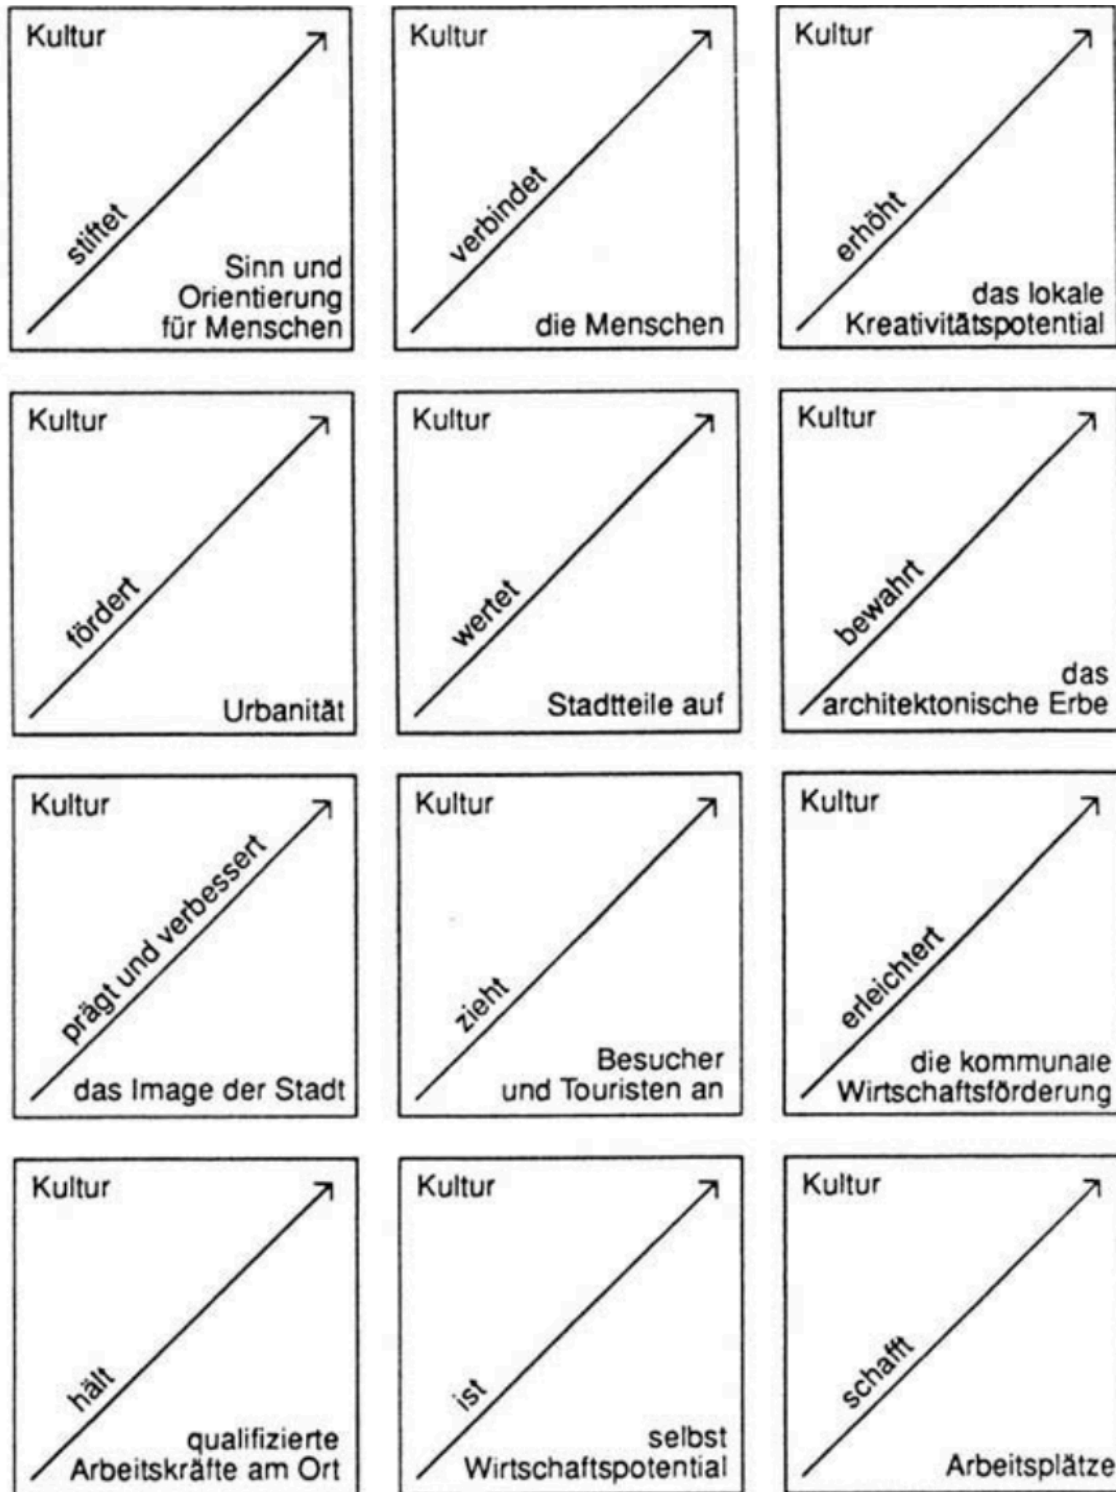 Kultur
stiftet
Sinn und
Orientierung
für Menschen
Kultur
verbindet
die Menschen
Kultur
erhöht
das lokale
Kreativitätspotential
Kultur
fördert
Urbanität
Kultur
wertet
Stadtteile auf
Kultur
bewahrt
das
architektonische Erbe
Kultur
prägt und verbessert
das Image der Stadt
Kultur
zieht
Besucher
und Touristen an
Kultur
erleichtert
die kommunale
Wirtschaftsförderung
Kultur
hält
qualifizierte
Arbeitskräfte am Ort
Kultur
ist
selbst
Wirtschaftspotential
Kultur
schafft
Arbeitsplätze